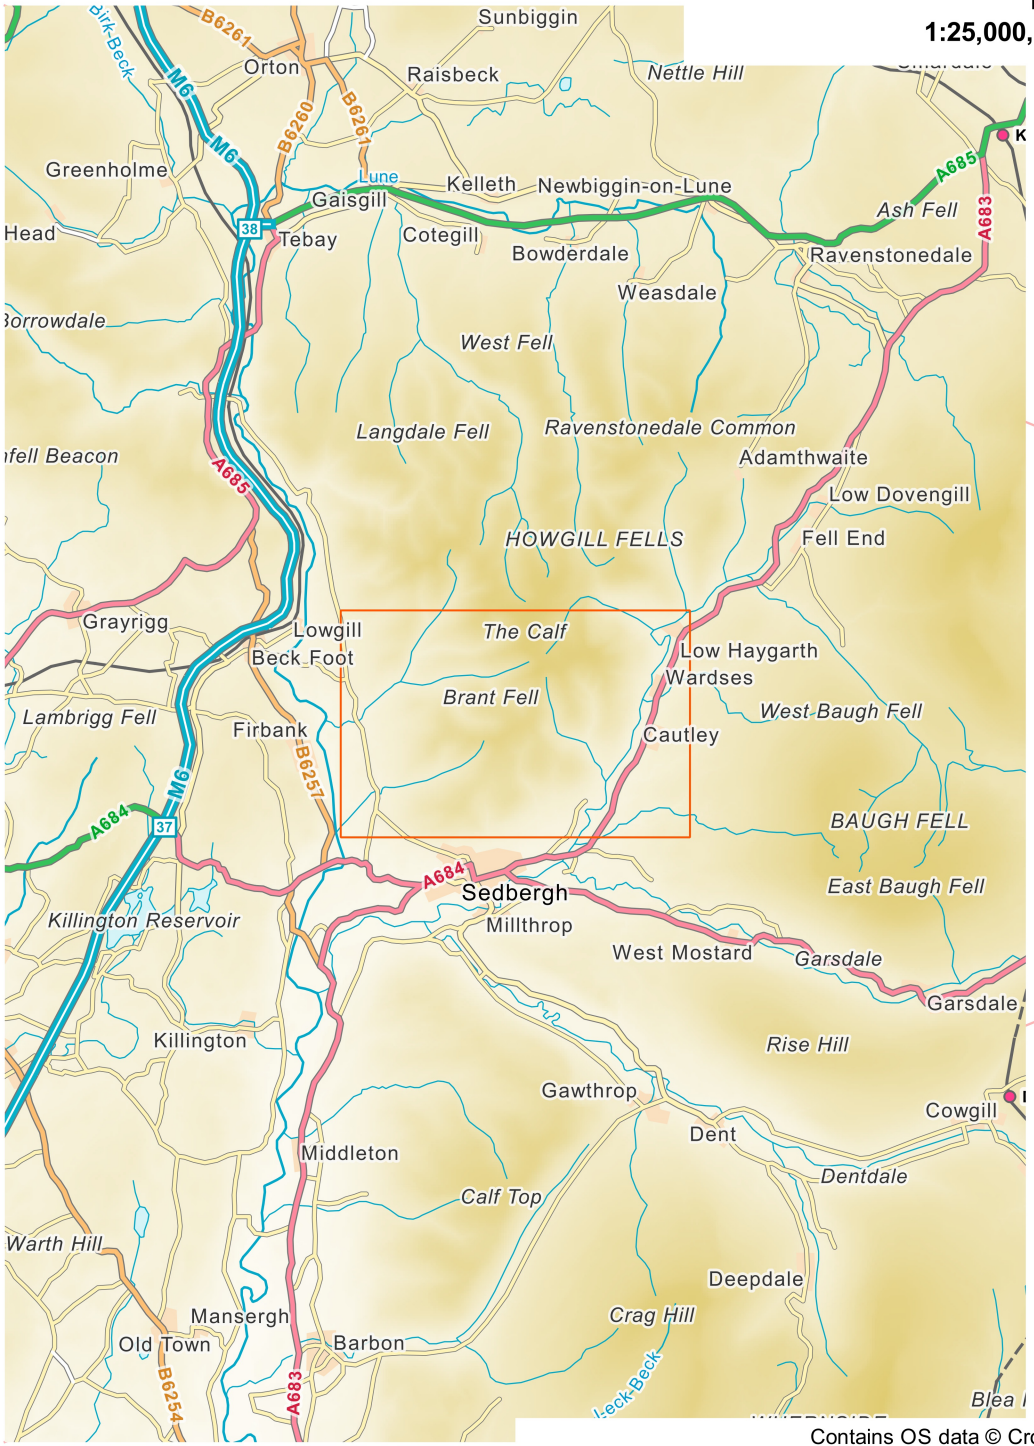 Sunbiggin
1:25,000,
B6261
Birk-Beck
Orton
Raisbeck
Nettle Hill
M6
B6260
B6261
K
M6
Greenholme
A685
Lune
Kelleth
Newbiggin-on-Lune
Gaisgill
Ash Fell
A683
Head
38
Tebay
Cotegill
Bowderdale
Ravenstonedale
Weasdale
Borrowdale
West Fell
Langdale Fell
Ravenstonedale Common
nfell Beacon
Adamthwaite
A685
Low Dovengill
HOWGILL FELLS
Fell End
Grayrigg
Lowgill
The Calf
Low Haygarth
Beck Foot
Wardses
Brant Fell
Lambrigg Fell
West Baugh Fell
Firbank
Cautley
B6257
M6
A684
37
BAUGH FELL
A684
Sedbergh
East Baugh Fell
Killington Reservoir
Millthrop
West Mostard
Garsdale
Garsdale
Killington
Rise Hill
Gawthrop
Cowgill
Dent
Middleton
Dentdale
Calf Top
Warth Hill
Deepdale
Mansergh
Crag Hill
Old Town
Barbon
B6254
A683
Leck-Beck
Blea
Contains OS data © Cro